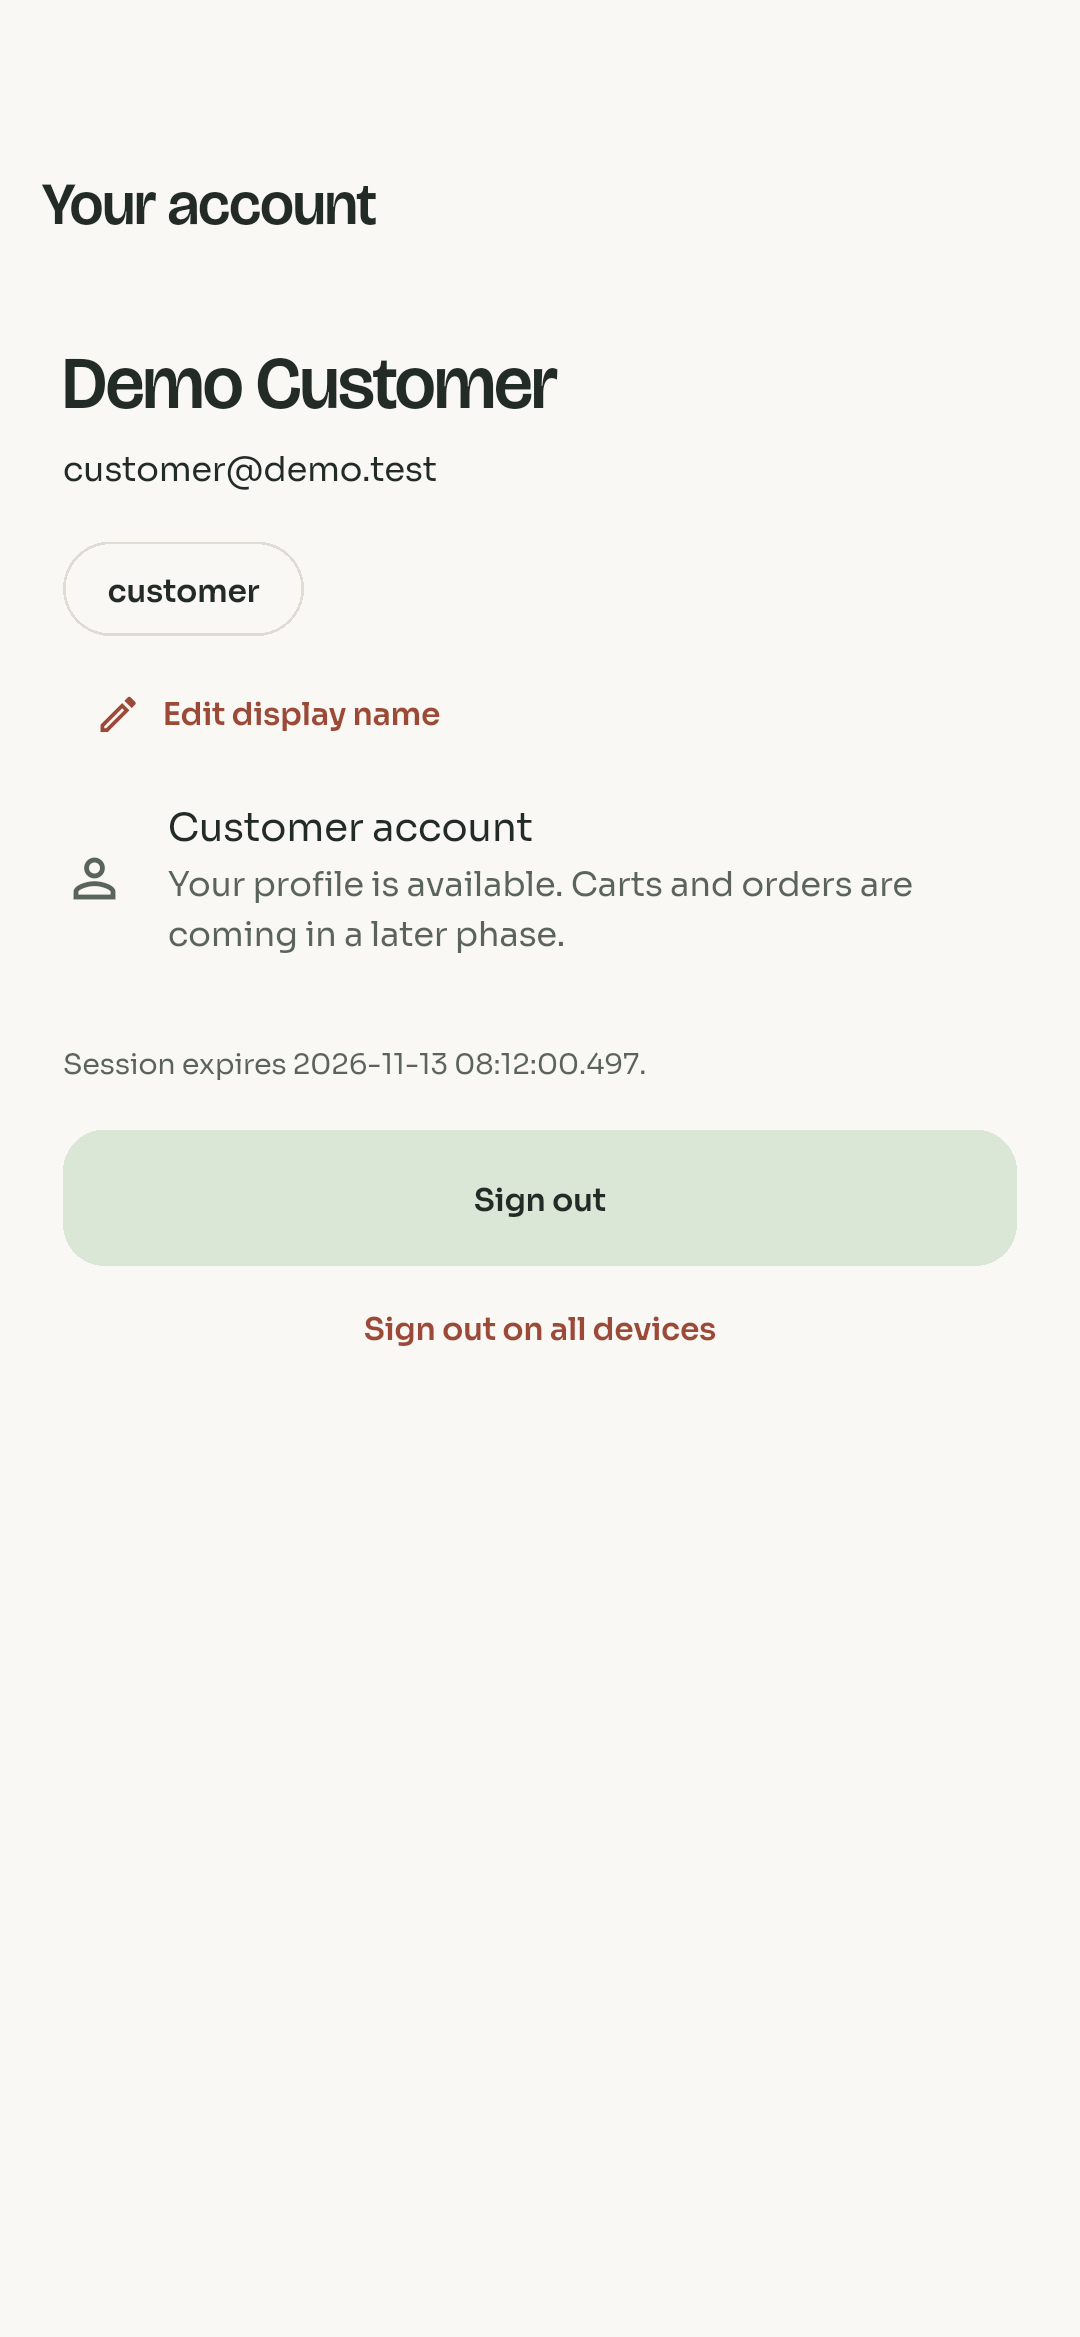 Your account
Demo Customer
customer@demo.test
customer
Edit display name
Customer account
Your profile is available. Carts and orders are
coming in a later phase.
Session expires 2026-11-13 08:12:00.497.
Sign out
Sign out on all devices